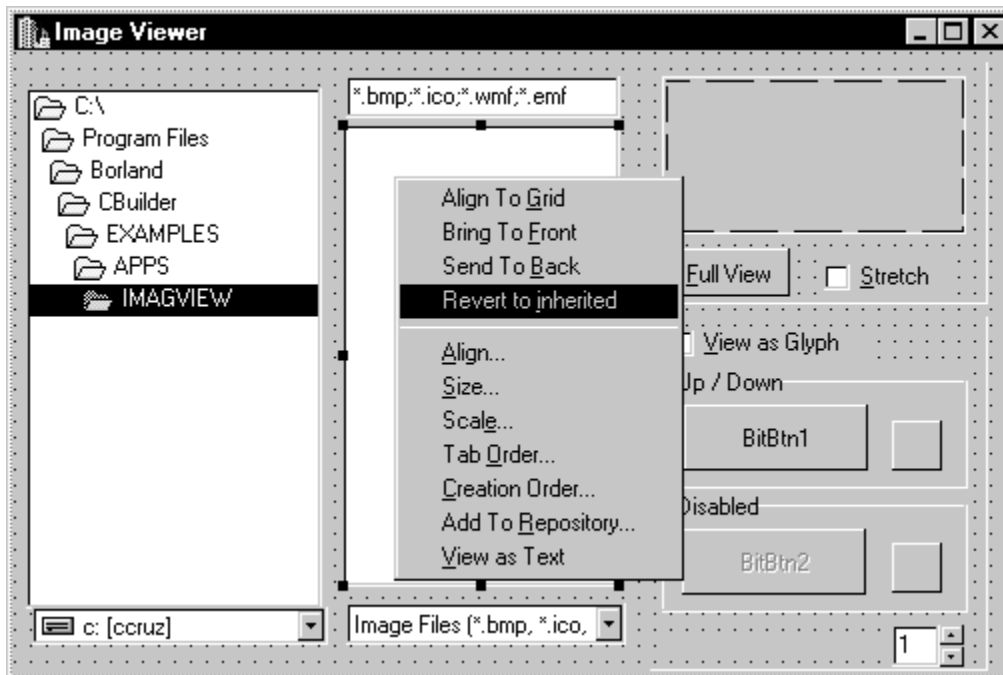 Image Viewer
C:\
Program Files
Borland
CBuilder
EXAMPLES
APPS
IMAGVIEW
c: [ccruz]
*.bmp;*.ico;*.wmf;*.emf
Align To Grid
Bring To Front
Send To Back
Revert to inherited
Align...
Size...
Scale...
Tab Order...
Creation Order...
Add To Repository...
View as Text
Image Files (*.bmp, *.ico,
Full View
Stretch
View as Glyph
Up / Down
BitBtn1
Disabled
BitBtn2
1